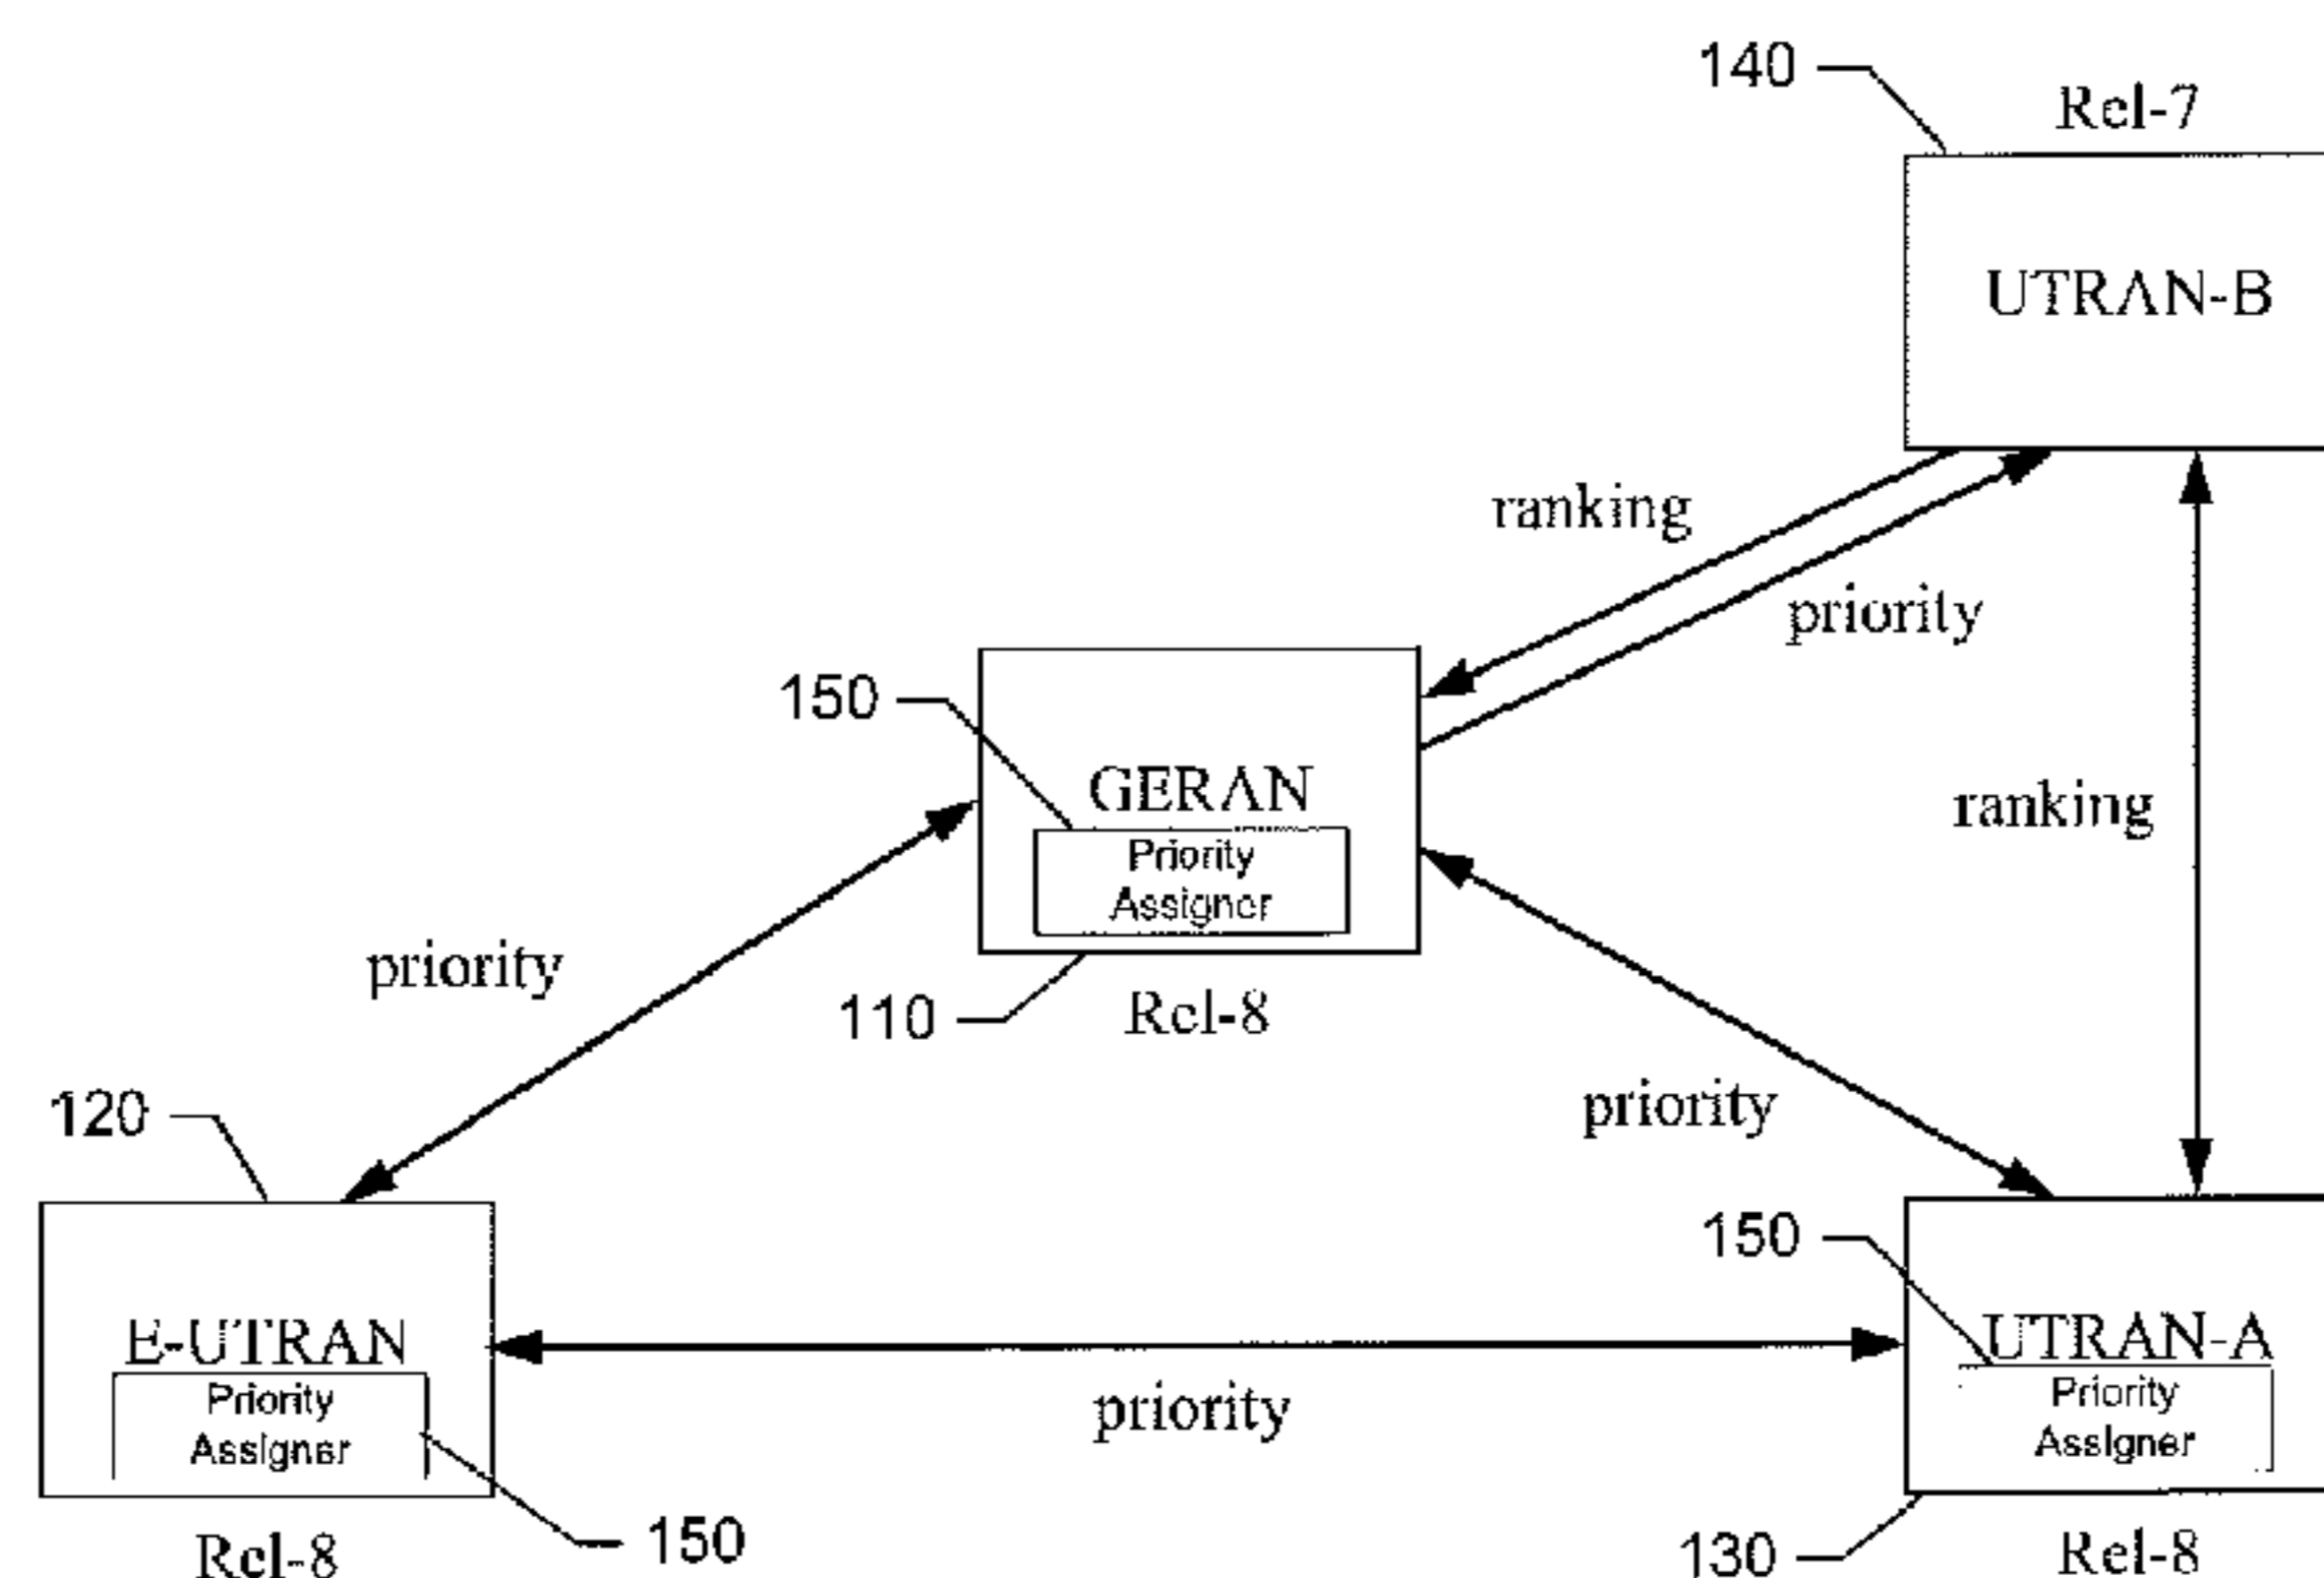 140
Rel-7
UTRAN-B
ranking
priority
150
GERAN
Priority
Assigner
ranking
priority
110
Rel-8
120
priority
150
E-UTRAN
Priority
Assigner
UTRAN-A
Priority
Assigner
priority
150
Rel-8
130
Rel-8